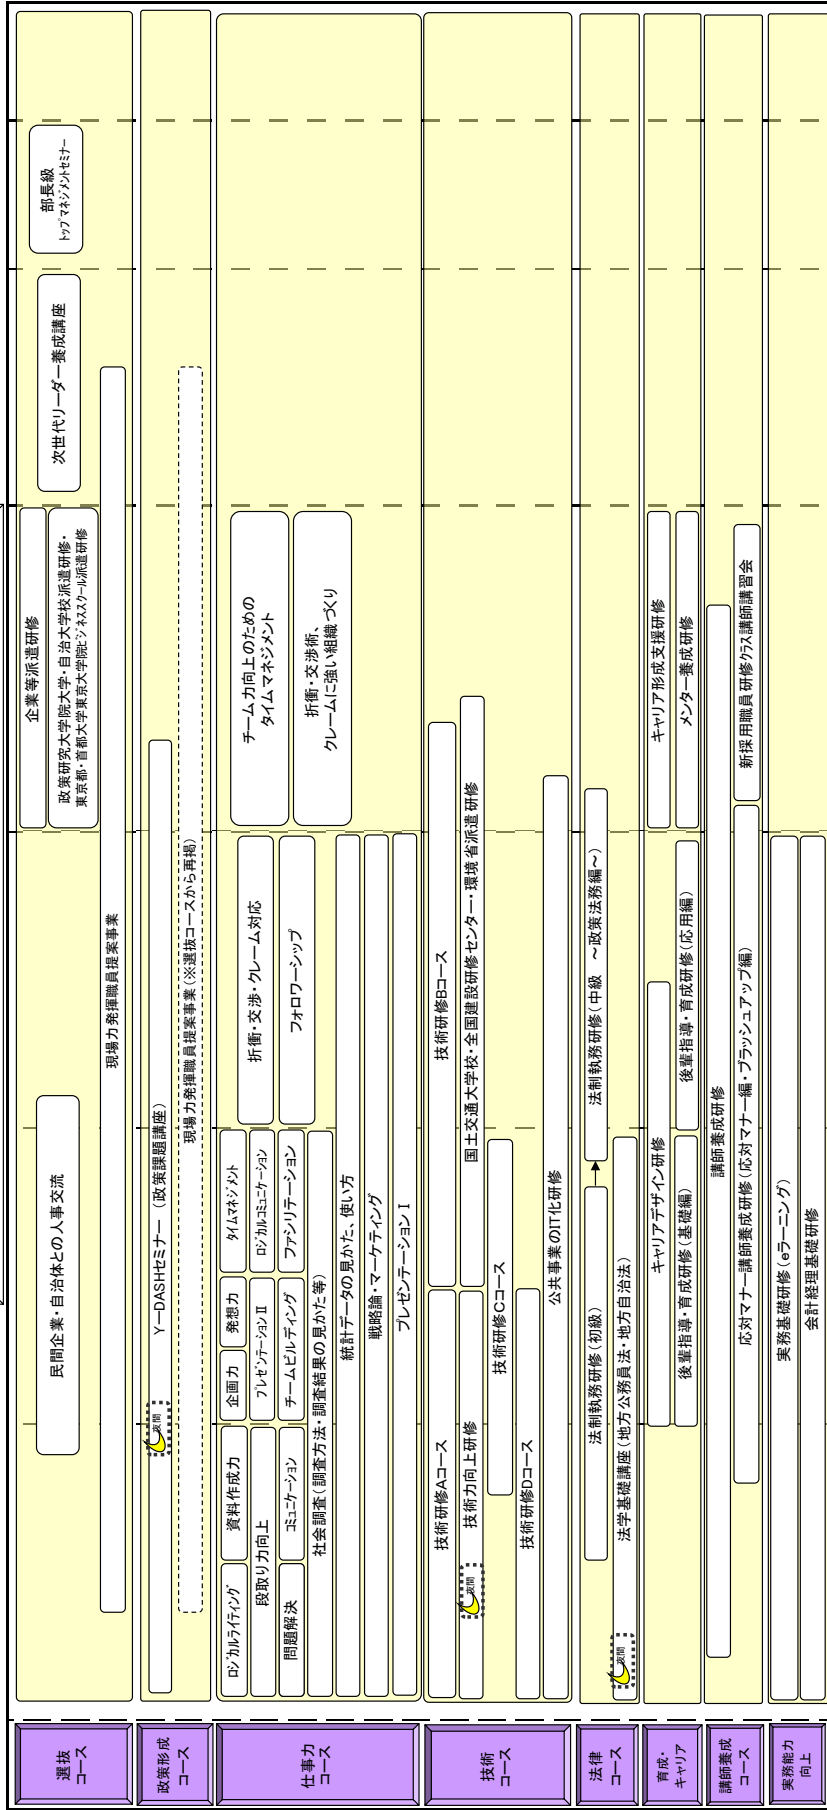 選抜
コース
民間企業・自治体との人事交流
企業等派遣研修
政策研究大学院大学・自治大学校派遣研修・
東京都・首都大学東京大学院ビジネススクール派遣研修
次世代リーダー養成講座
部長級
トップマネジメントセミナー
現場力発揮職員提案事業
政策形成
コース
夜間
Y-DASHセミナー (政策課題講座)
現場力発揮職員提案事業(※選抜コースから再掲)
仕事力
コース
ロジカルライティング
資料作成力
企画力
発想力
タイムマネジメント
段取り力向上
プレゼンテーションⅡ
ロジカルコミュニケーション
問題解決
コミュニケーション
チームビルディング
ファシリテーション
折衝・交渉・クレーム対応
フォロワーシップ
チーム力向上のための
タイムマネジメント
折衝・交渉術、
クレームに強い組織づくり
社会調査(調査方法・調査結果の見かた等)
統計データの見かた、使い方
戦略論・マーケティング
プレゼンテーションⅠ
技術
コース
技術研修Aコース
技術研修Bコース
夜間
技術力向上研修
国土交通大学校・全国建設研修センター・環境省派遣研修
技術研修Cコース
技術研修Dコース
公共事業のIT化研修
法律
コース
法制執務研修(初級)
法制執務研修(中級 ~政策法務編~)
夜間
法学基礎講座(地方公務員法・地方自治法)
育成・
キャリア
キャリアデザイン研修
キャリア形成支援研修
後輩指導・育成研修(基礎編)
後輩指導・育成研修(応用編)
メンター養成研修
講師養成
コース
講師養成研修
応対マナー講師養成研修(応対マナー編・ブラッシュアップ編)
新採用職員研修クラス講師講習会
実務能力
向上
実務基礎研修(eラーニング)
会計経理基礎研修